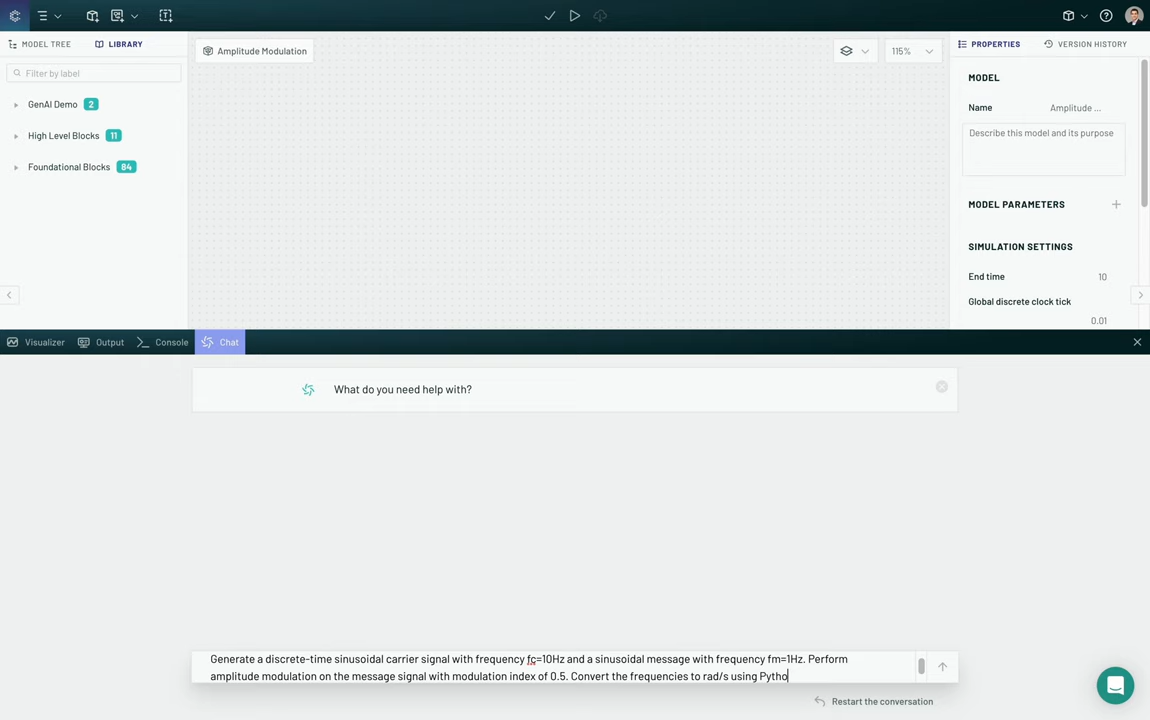 MODEL TREE
LIBRARY
Filter by label
GenAI Demo 2
High Level Blocks 11
Foundational Blocks 84
Amplitude Modulation
115%
PROPERTIES
VERSION HISTORY
MODEL
Name Amplitude ...
Describe this model and its purpose
MODEL PARAMETERS
SIMULATION SETTINGS
End time 10
Global discrete clock tick
0.01
Visualizer
Output
Console
Chat
What do you need help with?
Generate a discrete-time sinusoidal carrier signal with frequency fc=10Hz and a sinusoidal message with frequency fm=1Hz. Perform
amplitude modulation on the message signal with modulation index of 0.5. Convert the frequencies to rad/s using Pytho
Restart the conversation